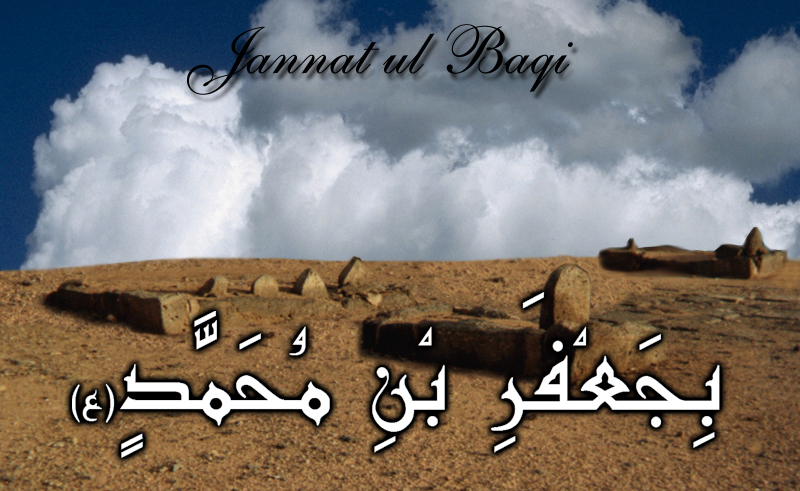 Jannat ul Baqi
بِجَعْفَرِ بْنِ مُحَمَّدٍ (ع)